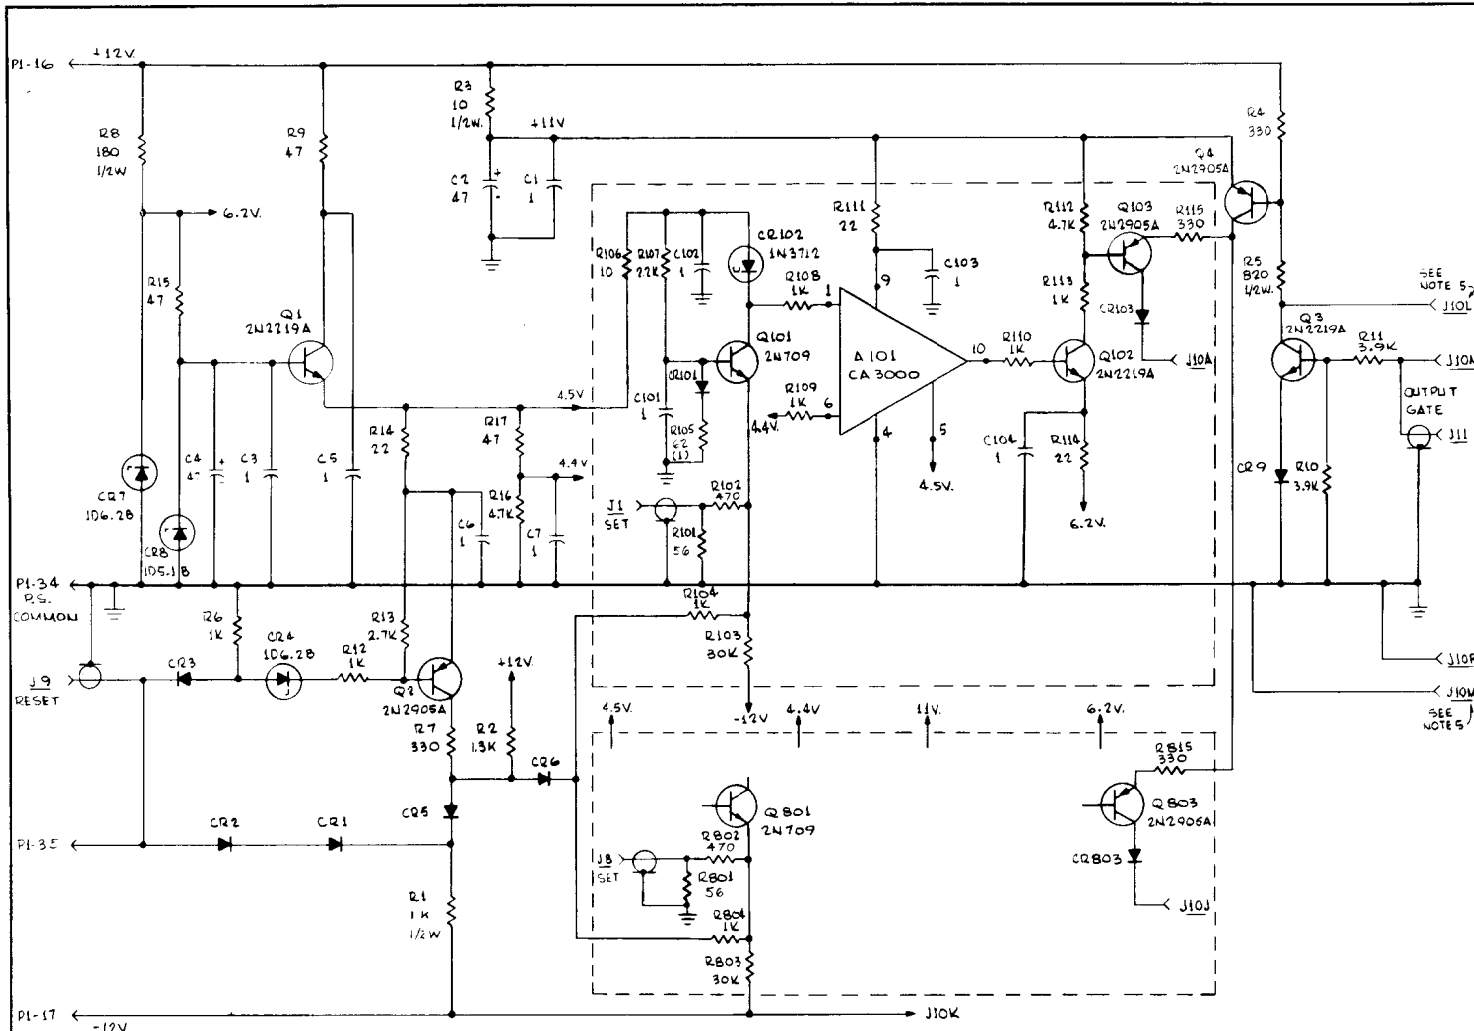 P1-16
+12V.
R8
180
1/2W
R9
47
R3
10
1/2W.
+11V
C2
47
+
-
C1
1
R4
330
Q4
2N2905A
6.2V.
R15
47
Q1
2N2219A
R106
10
R107
2.2K
C102
1
CR102
1N3712
R108
1K
1
R111
22
9
C103
1
R112
4.7K
Q103
2N2905A
R115
330
R113
1K
CR103
J10A
R5
820
1/2W.
SEE
NOTE 5
J10L
Q3
2N2219A
R11
3.9K
J10N
OUTPUT
GATE
J11
Q101
2N709
A101
CA3000
10
R110
1K
Q102
2N2219A
CR101
R109
1K
6
4.4V.
4
5
4.5V.
C101
1
R105
62
(1)
C104
1
R114
22
6.2V.
CR9
R10
3.9K
4.5V
R14
22
R17
47
4.4V
R16
4.7K
C4
47
+
C3
1
C5
1
CR7
1D6.2B
CR8
1D5.1B
C6
1
C7
1
J1
SET
R102
470
R101
56
P1-34
P.S.
COMMON
R6
1K
CR4
1D6.2B
R12
1K
R13
2.7K
CR3
J9
RESET
Q2
2N2905A
+12V.
R104
1K
R103
30K
-12V
R7
330
R2
1.3K
CR6
4.5V.
4.4V
11V.
6.2V.
J10P
J10M
SEE
NOTE 5
R815
330
Q801
2N709
Q803
2N2905A
CR5
P1-35
CR2
CR1
R802
470
J8
SET
R801
56
CR803
J10J
R1
1K
1/2W
R804
1K
R803
30K
P1-17
-12V
J10K